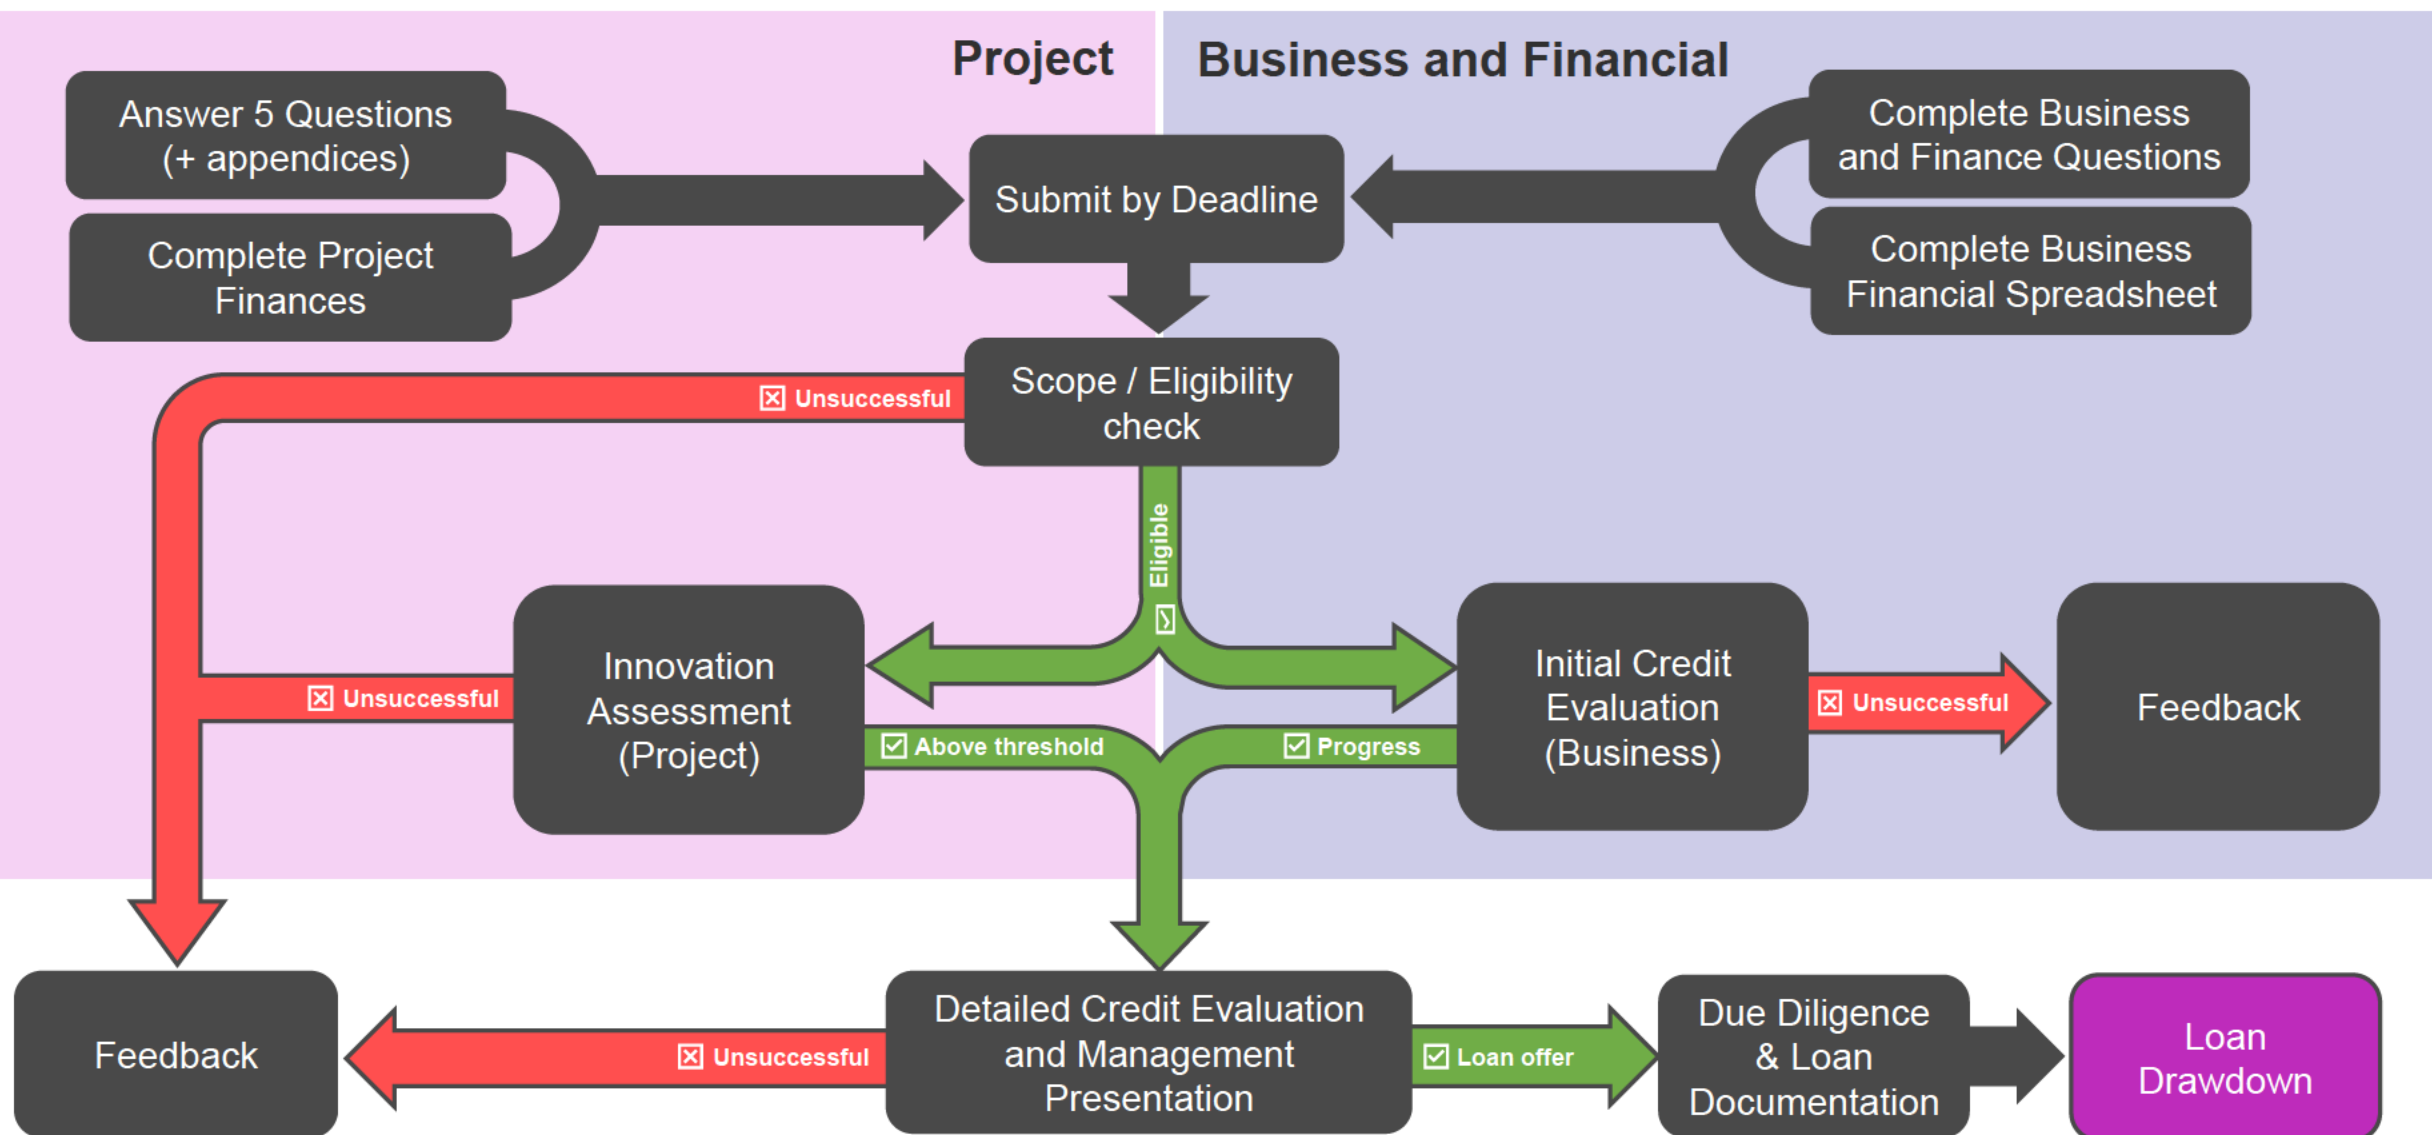 Project
Business and Financial
Answer 5 Questions
(+ appendices)
Complete Project
Finances
Submit by Deadline
Complete Business
and Finance Questions
Complete Business
Financial Spreadsheet
Scope / Eligibility
check
Unsuccessful
Eligible
Innovation
Assessment
(Project)
Unsuccessful
Above threshold
Progress
Initial Credit
Evaluation
(Business)
Unsuccessful
Feedback
Feedback
Unsuccessful
Detailed Credit Evaluation
and Management
Presentation
Loan offer
Due Diligence
& Loan
Documentation
Loan
Drawdown